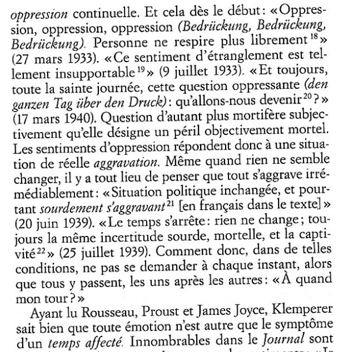 oppression continuelle. Et cela dès le début : « Oppres-
sion, oppression, oppression (Bedrückung, Bedrückung,
Bedrückung). Personne ne respire plus librement 18 »
(27 mars 1933). « Ce sentiment d'étranglement est tel-
lement insupportable 19 » (9 juillet 1933). « Et toujours,
toute la sainte journée, cette question oppressante (den
ganzen Tag über den Druck) : qu'allons-nous devenir 20 ? »
(17 mars 1940). Question d'autant plus mortifère subjec-
tivement qu'elle désigne un péril objectivement mortel.
Les sentiments d'oppression répondent donc à une situa-
tion de réelle aggravation. Même quand rien ne semble
changer, il y a tout lieu de penser que tout s'aggrave irré-
médiablement : « Situation politique inchangée, et pour-
tant sourdement s'aggravant 21 [en français dans le texte] »
(20 juin 1939). « Le temps s'arrête : rien ne change ; tou-
jours la même incertitude sourde, mortelle, et la capti-
vité 22 » (25 juillet 1939). Comment donc, dans de telles
conditions, ne pas se demander à chaque instant, alors
que tous y passent, les uns après les autres : « À quand
mon tour ? »
Ayant lu Rousseau, Proust et James Joyce, Klemperer
sait bien que toute émotion n'est autre que le symptôme
d'un temps affecté. Innombrables dans le Journal sont